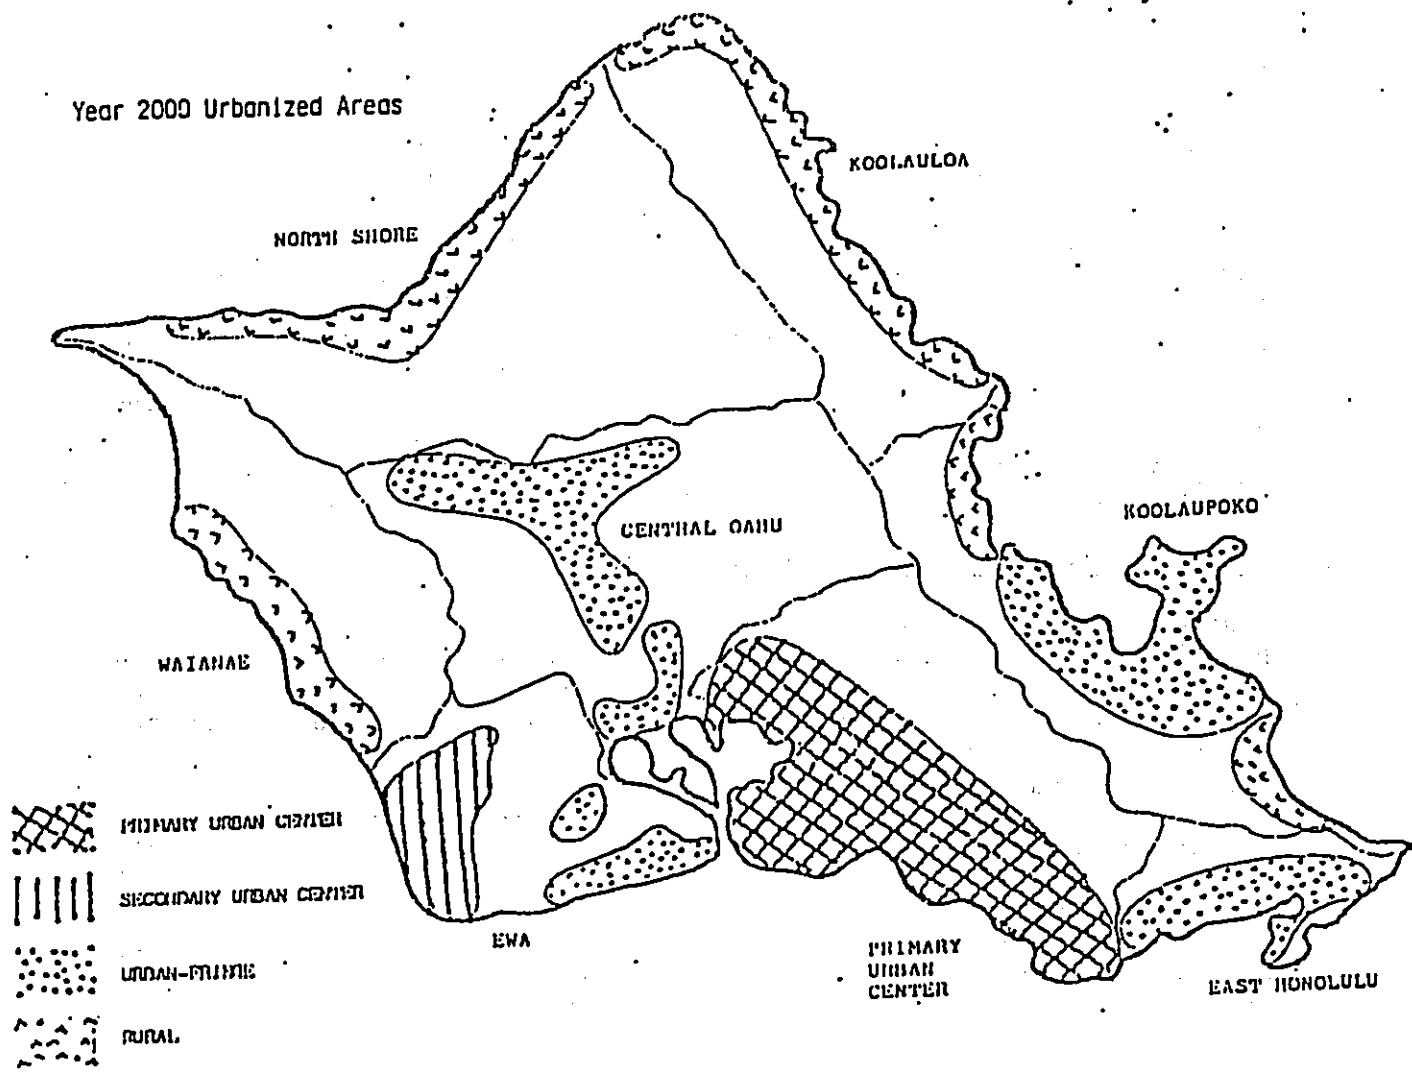 Year 2000 Urbanized Areas
KOOLAULOA
NORTH SHORE
KOOLAUPOKO
CENTRAL OAHU
WAIANAE
PRIMARY URBAN CENTER
SECONDARY URBAN CENTER
EWA
PRIMARY
URBAN
CENTER
EAST HONOLULU
URBAN-FRINGE
RURAL